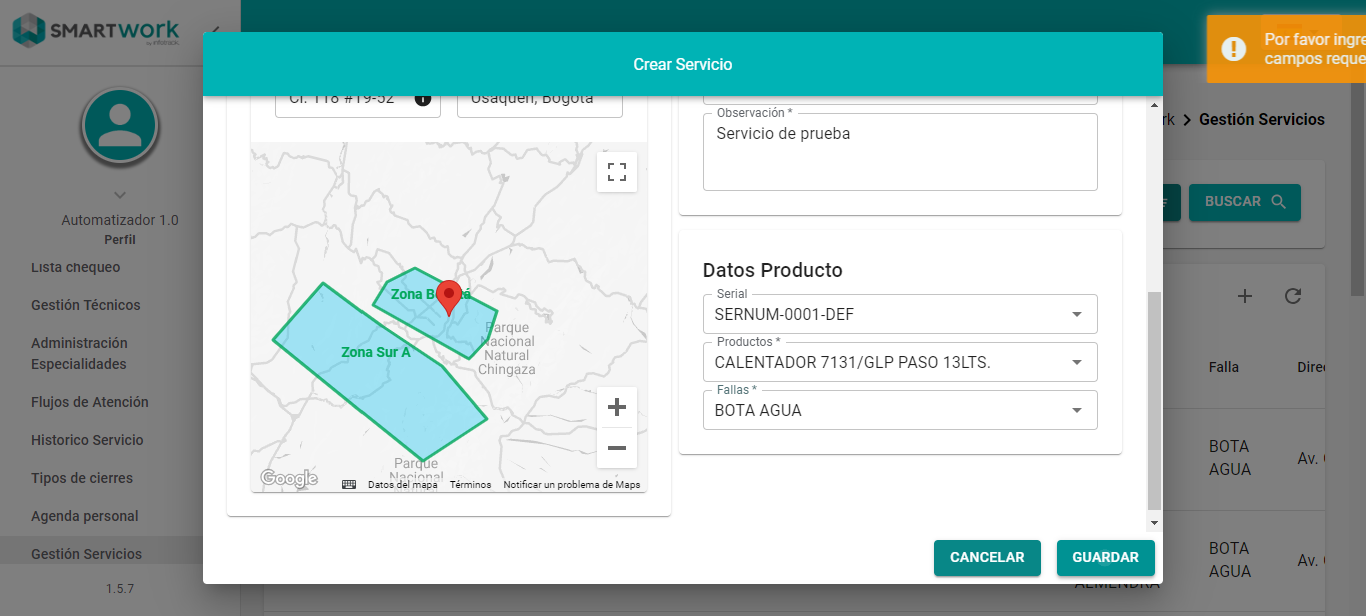 SMARTWORK
by infotrack
Por favor ingre
campos reque
Crear Servicio
Cl. 118 #19-52
Usaquén, Bogotá
Observación *
Servicio de prueba
rk > Gestión Servicios
BUSCAR
Automatizador 1.0
Perfil
Lista chequeo
Gestión Técnicos
Administración
Especialidades
Flujos de Atención
Historico Servicio
Tipos de cierres
Agenda personal
Gestión Servicios
1.5.7
Zona B
á
Zona Sur A
Parque
Nacional
Natural
Chingaza
Parque
Nacional
Google
Datos del mapa
Términos
Notificar un problema de Maps
Datos Producto
Serial
SERNUM-0001-DEF
Productos *
CALENTADOR 7131/GLP PASO 13LTS.
Fallas *
BOTA AGUA
CANCELAR
GUARDAR
Falla
Dire
BOTA
AGUA
Av.
BOTA
AGUA
Av.
ALMENDRA